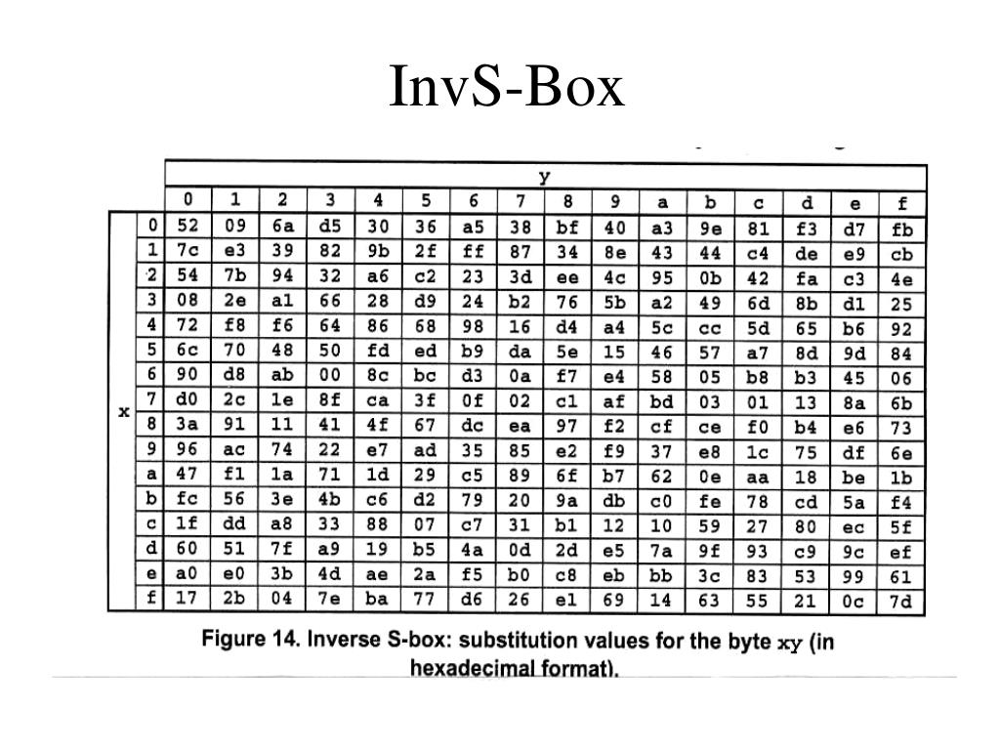 InvS-Box
y
0 1 2 3 4 5 6 7 8 9 a b c d e f
0 52 09 6a d5 30 36 a5 38 bf 40 a3 9e 81 f3 d7 fb
1 7c e3 39 82 9b 2f ff 87 34 8e 43 44 c4 de e9 cb
2 54 7b 94 32 a6 c2 23 3d ee 4c 95 0b 42 fa c3 4e
3 08 2e a1 66 28 d9 24 b2 76 5b a2 49 6d 8b d1 25
4 72 f8 f6 64 86 68 98 16 d4 a4 5c cc 5d 65 b6 92
5 6c 70 48 50 fd ed b9 da 5e 15 46 57 a7 8d 9d 84
6 90 d8 ab 00 8c bc d3 0a f7 e4 58 05 b8 b3 45 06
7 d0 2c 1e 8f ca 3f 0f 02 c1 af bd 03 01 13 8a 6b
x
8 3a 91 11 41 4f 67 dc ea 97 f2 cf ce f0 b4 e6 73
9 96 ac 74 22 e7 ad 35 85 e2 f9 37 e8 1c 75 df 6e
a 47 f1 1a 71 1d 29 c5 89 6f b7 62 0e aa 18 be 1b
b fc 56 3e 4b c6 d2 79 20 9a db c0 fe 78 cd 5a f4
c 1f dd a8 33 88 07 c7 31 b1 12 10 59 27 80 ec 5f
d 60 51 7f a9 19 b5 4a 0d 2d e5 7a 9f 93 c9 9c ef
e a0 e0 3b 4d ae 2a f5 b0 c8 eb bb 3c 83 53 99 61
f 17 2b 04 7e ba 77 d6 26 e1 69 14 63 55 21 0c 7d
Figure 14. Inverse S-box: substitution values for the byte xy (in
hexadecimal format).